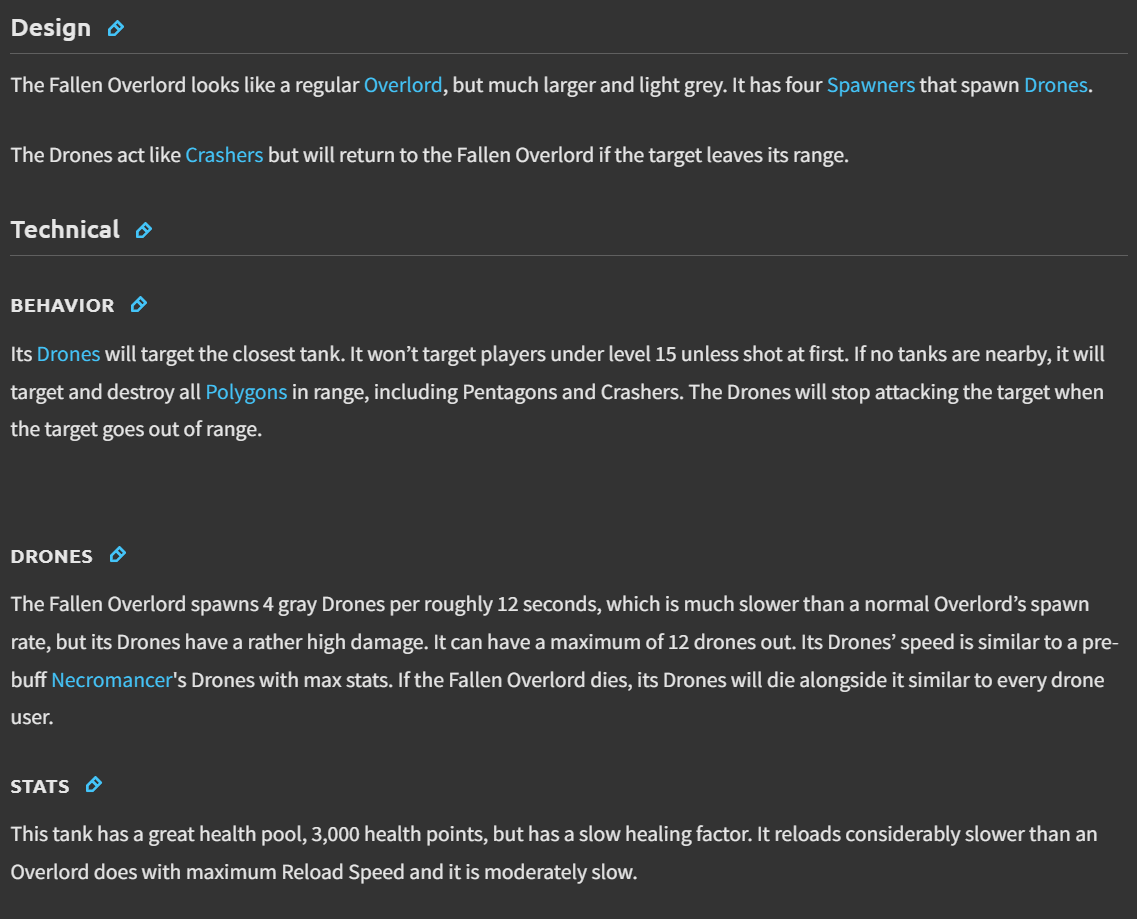 Design
The Fallen Overlord looks like a regular Overlord, but much larger and light grey. It has four Spawners that spawn Drones.
The Drones act like Crashers but will return to the Fallen Overlord if the target leaves its range.
Technical
BEHAVIOR
Its Drones will target the closest tank. It won’t target players under level 15 unless shot at first. If no tanks are nearby, it will
target and destroy all Polygons in range, including Pentagons and Crashers. The Drones will stop attacking the target when
the target goes out of range.
DRONES
The Fallen Overlord spawns 4 gray Drones per roughly 12 seconds, which is much slower than a normal Overlord’s spawn
rate, but its Drones have a rather high damage. It can have a maximum of 12 drones out. Its Drones’ speed is similar to a pre-
buff Necromancer's Drones with max stats. If the Fallen Overlord dies, its Drones will die alongside it similar to every drone
user.
STATS
This tank has a great health pool, 3,000 health points, but has a slow healing factor. It reloads considerably slower than an
Overlord does with maximum Reload Speed and it is moderately slow.